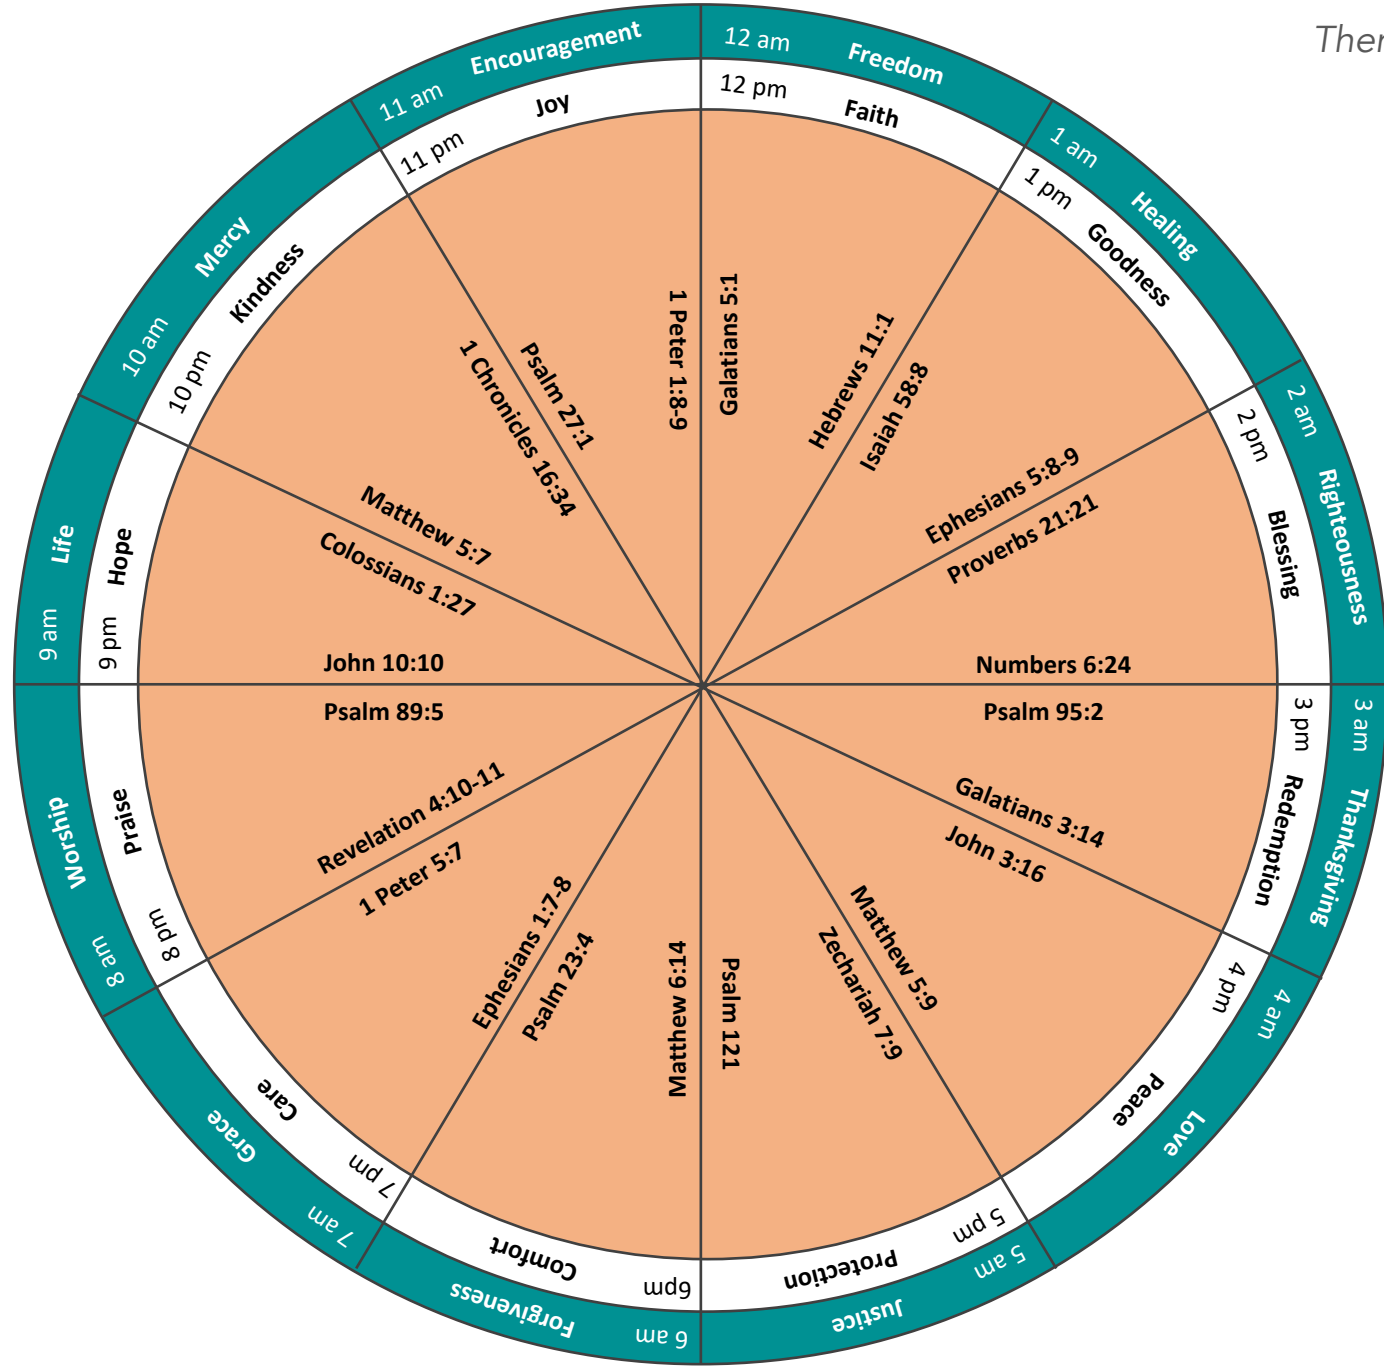 Ther
12 am
Freedom
12 pm
Faith
Galatians 5:1
Hebrews 11:1
1 am
Healing
1 pm
Goodness
Isaiah 58:8
Ephesians 5:8-9
2 am
Righteousness
2 pm
Blessing
Proverbs 21:21
Numbers 6:24
3 am
Thanksgiving
3 pm
Redemption
Psalm 95:2
Galatians 3:14
4 am
Love
4 pm
Peace
John 3:16
Matthew 5:9
5 am
Justice
5 pm
Protection
Zechariah 7:9
Psalm 121
6 am
Forgiveness
6pm
Comfort
Matthew 6:14
Psalm 23:4
7 am
Grace
7 pm
Care
Ephesians 1:7-8
1 Peter 5:7
8 am
Worship
8 pm
Praise
Revelation 4:10-11
Psalm 89:5
9 am
Life
9 pm
Hope
John 10:10
Colossians 1:27
10 am
Mercy
10 pm
Kindness
Matthew 5:7
1 Chronicles 16:34
11 am
Encouragement
11 pm
Joy
Psalm 27:1
1 Peter 1:8-9